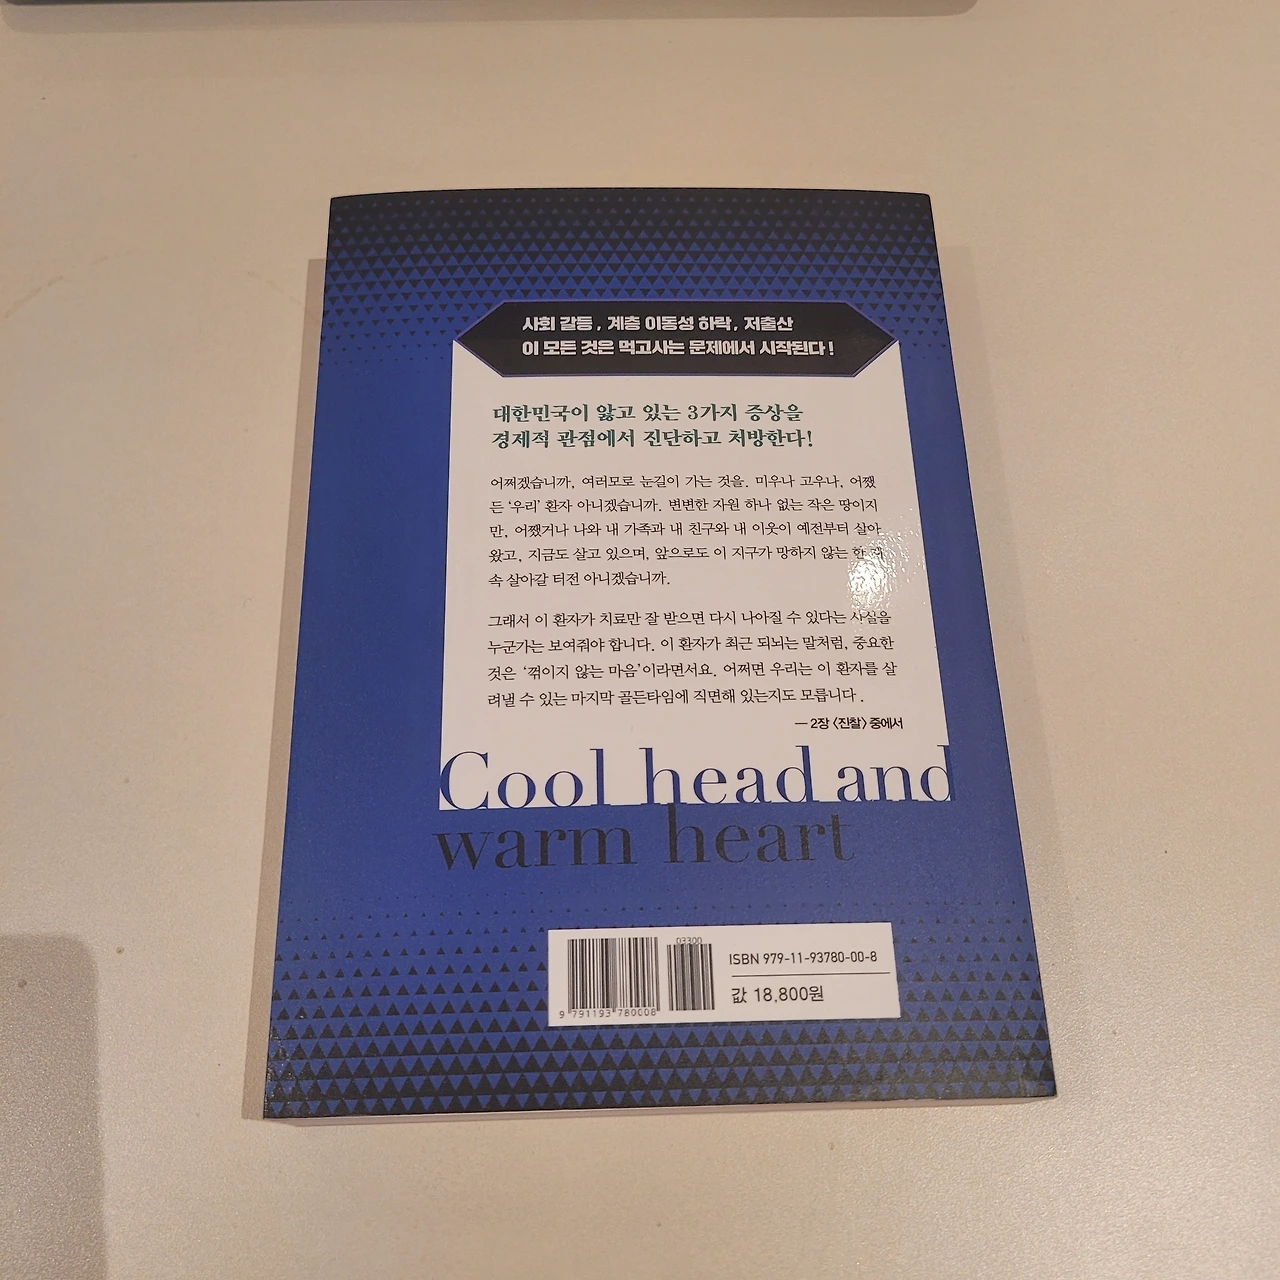 사회 갈등, 계층 이동성 하락, 저출산
이 모든 것은 먹고사는 문제에서 시작된다!
대한민국이 앓고 있는 3가지 증상을
경제적 관점에서 진단하고 처방한다!
어쩌겠습니까, 여러모로 눈길이 가는 것을. 미우나 고우나, 어쨌
든 ‘우리’ 환자 아니겠습니까. 변변한 자원 하나 없는 작은 땅이지
만, 어쨌거나 나와 내 가족과 내 친구와 내 이웃이 예전부터 살아
왔고, 지금도 살고 있으며, 앞으로도 이 지구가 망하지 않는 한
속 살아갈 터전 아니겠습니까.
그래서 이 환자가 치료만 잘 받으면 다시 나아질 수 있다는 사실을
누군가는 보여줘야 합니다. 이 환자가 최근 되뇌는 말처럼, 중요한
것은 ‘꺾이지 않는 마음’이라면서요. 어쩌면 우리는 이 환자를 살
려낼 수 있는 마지막 골든타임에 직면해 있는지도 모릅니다.
— 2장 〈진찰〉 중에서
Cool head and
warm heart
03300
ISBN 979-11-93780-00-8
값 18,800원
9 791193 780008